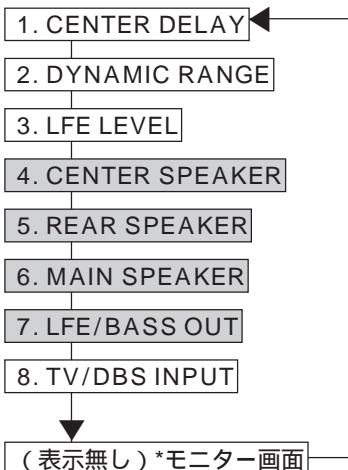 1. CENTER DELAY
2. DYNAMIC RANGE
3. LFE LEVEL
4. CENTER SPEAKER
5. REAR SPEAKER
6. MAIN SPEAKER
7. LFE/BASS OUT
8. TV/DBS INPUT
（表示無し）*モニター画面